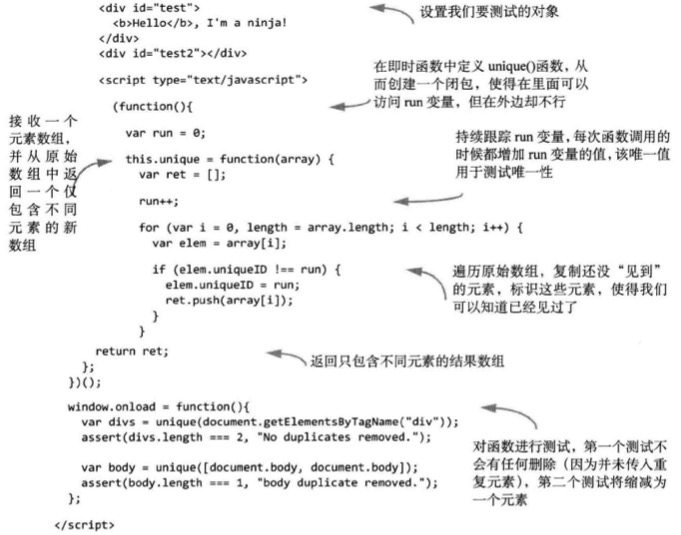 <div id="test">
<b>Hello</b>, I'm a ninja!
</div>
<div id="test2"></div>
设置我们要测试的对象
<script type="text/javascript">
(function(){
在即时函数中定义 unique()函数，从
而创建一个闭包，使得在里面可以
访问 run 变量，但在外边却不行
var run = 0;
接收一个
元素数组，
并从原始
数组中返
回一个仅
包含不同
元素的新
数组
this.unique = function(array) {
var ret = [];
run++;
持续跟踪 run 变量，每次函数调用的
时候都增加 run 变量的值，该唯一值
用于测试唯一性
for (var i = 0, length = array.length; i < length; i++) {
var elem = array[i];
if (elem.uniqueID !== run) {
elem.uniqueID = run;
ret.push(array[i]);
}
}
遍历原始数组，复制还没“见到”
的元素，标识这些元素，使得我们
可以知道已经见过了
return ret;
返回只包含不同元素的结果数组
};
})();
window.onload = function(){
var divs = unique(document.getElementsByTagName("div"));
assert(divs.length === 2, "No duplicates removed.");
var body = unique([document.body, document.body]);
assert(body.length === 1, "body duplicate removed.");
};
对函数进行测试，第一个测试不
会有任何删除（因为并未传入重
复元素），第二个测试将缩减为
一个元素
</script>